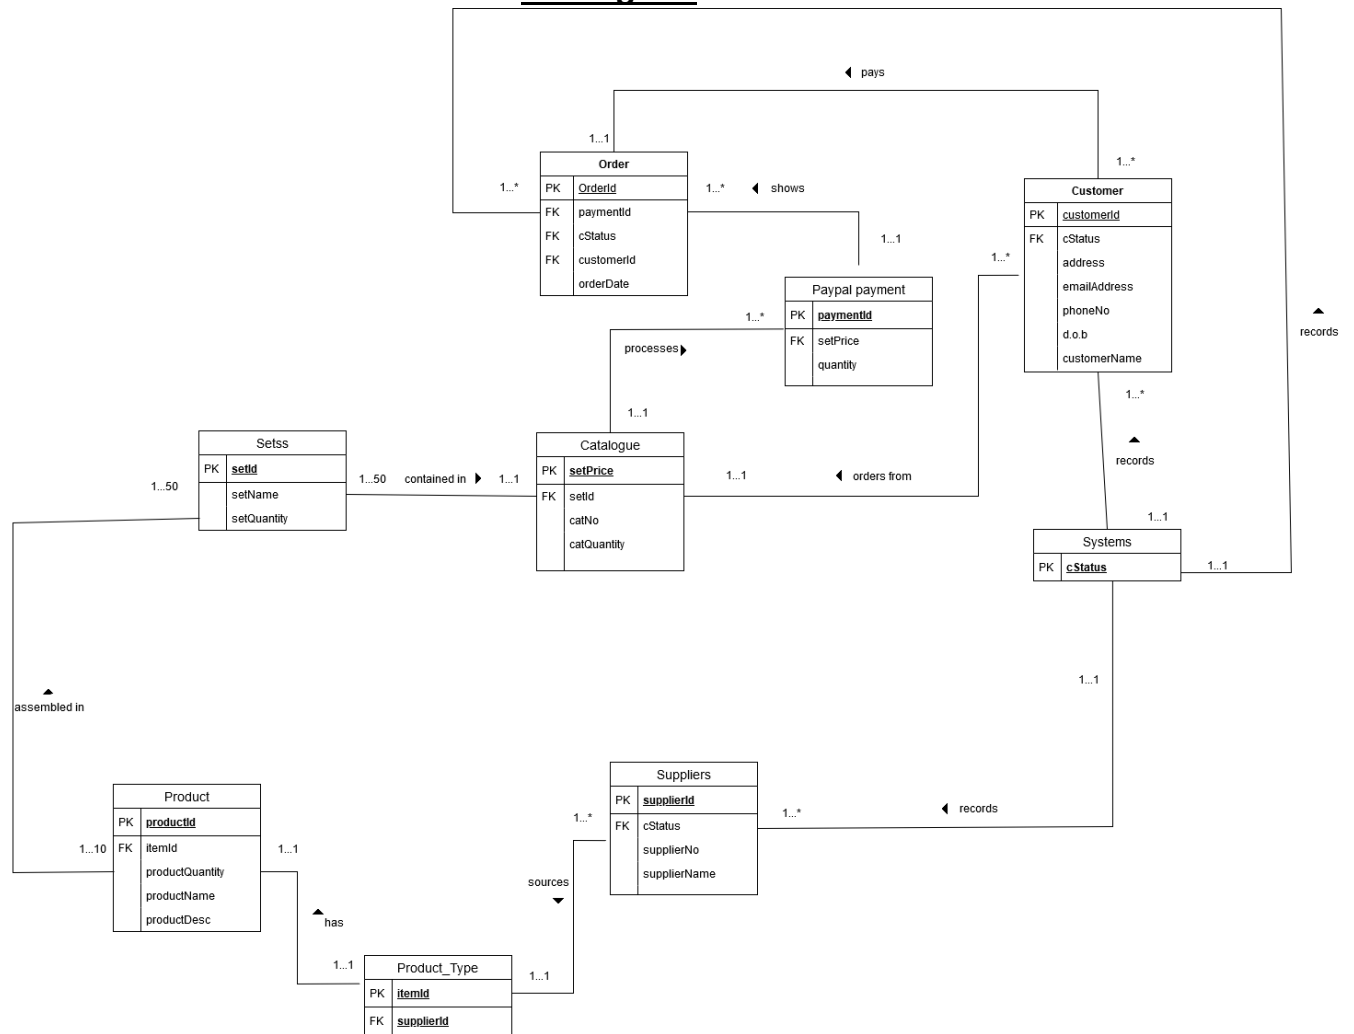 pays
1...1
Order
1...*
PK OrderId
1...*
shows
FK paymentId
FK cStatus
FK customerId
orderDate
1...*
Customer
PK customerId
FK cStatus
address
emailAddress
phoneNo
d.o.b
customerName
1...1
1...*
Paypal payment
PK paymentId
FK setPrice
quantity
1...*
processes
1...1
records
1...*
records
1...1
Setss
PK setId
setName
setQuantity
1...50
1...50
contained in
1...1
Catalogue
PK setPrice
FK setId
catNo
catQuantity
1...1
orders from
Systems
PK cStatus
1...1
1...1
assembled in
Product
PK productId
FK itemId
productQuantity
productName
productDesc
1...10
1...1
has
1...1
Suppliers
PK supplierId
FK cStatus
supplierNo
supplierName
1...*
1...*
records
sources
1...1
Product_Type
PK itemId
FK supplierId